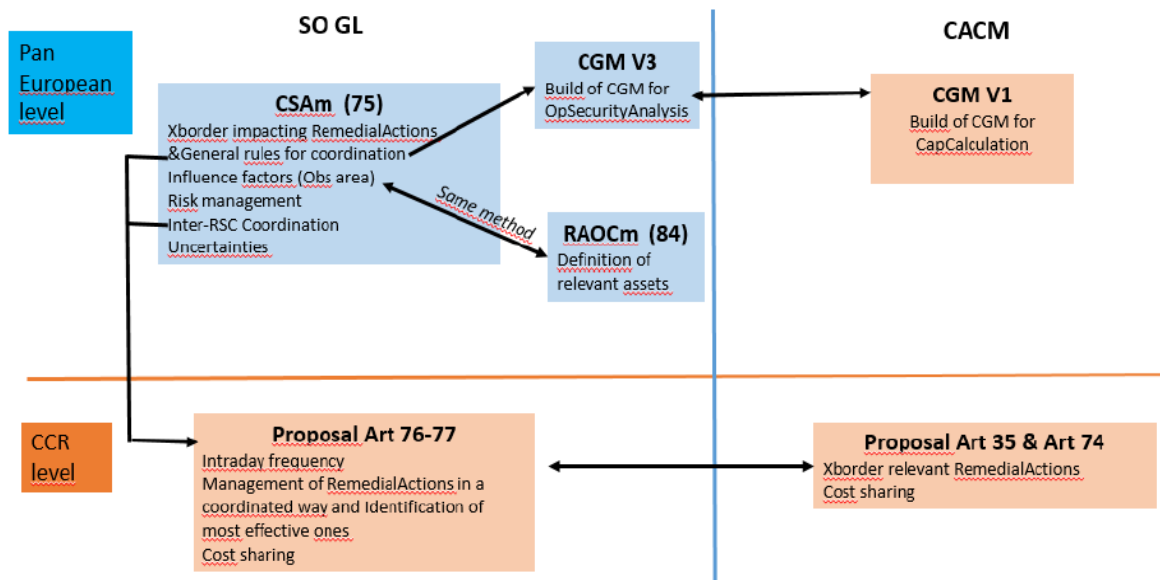 SO GL
CACM
Pan
European
level
CSAm (75)
Xborder impacting RemedialActions
&General rules for coordination
Influence factors (Obs area)
Risk management
Inter-RSC Coordination
Uncertainties
CGM V3
Build of CGM for
OpSecurityAnalysis
CGM V1
Build of CGM for
CapCalculation
Same method
RAOCm (84)
Definition of
relevant assets
CCR
level
Proposal Art 76-77
Intraday frequency
Management of RemedialActions in a
coordinated way and Identification of
most effective ones
Cost sharing
Proposal Art 35 & Art 74
Xborder relevant RemedialActions
Cost sharing